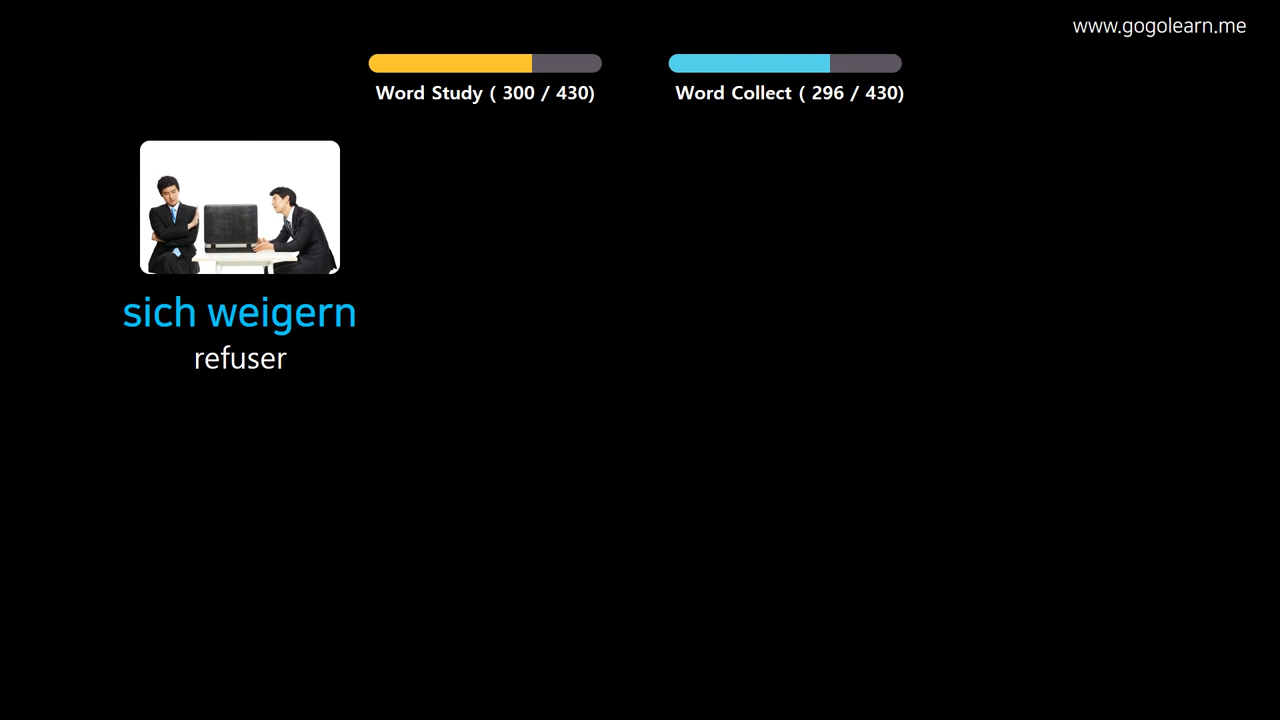 www.gogolearn.me
Word Study ( 300 / 430)
Word Collect ( 296 / 430)
sich weigern
refuser